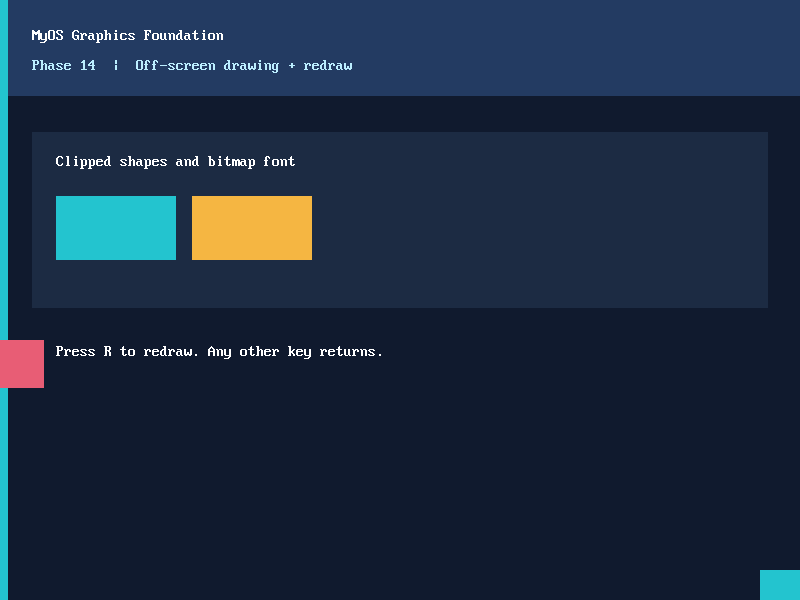 MyOS Graphics Foundation
Phase 14 ¦ Off-screen drawing + redraw
Clipped shapes and bitmap font
Press R to redraw. Any other key returns.